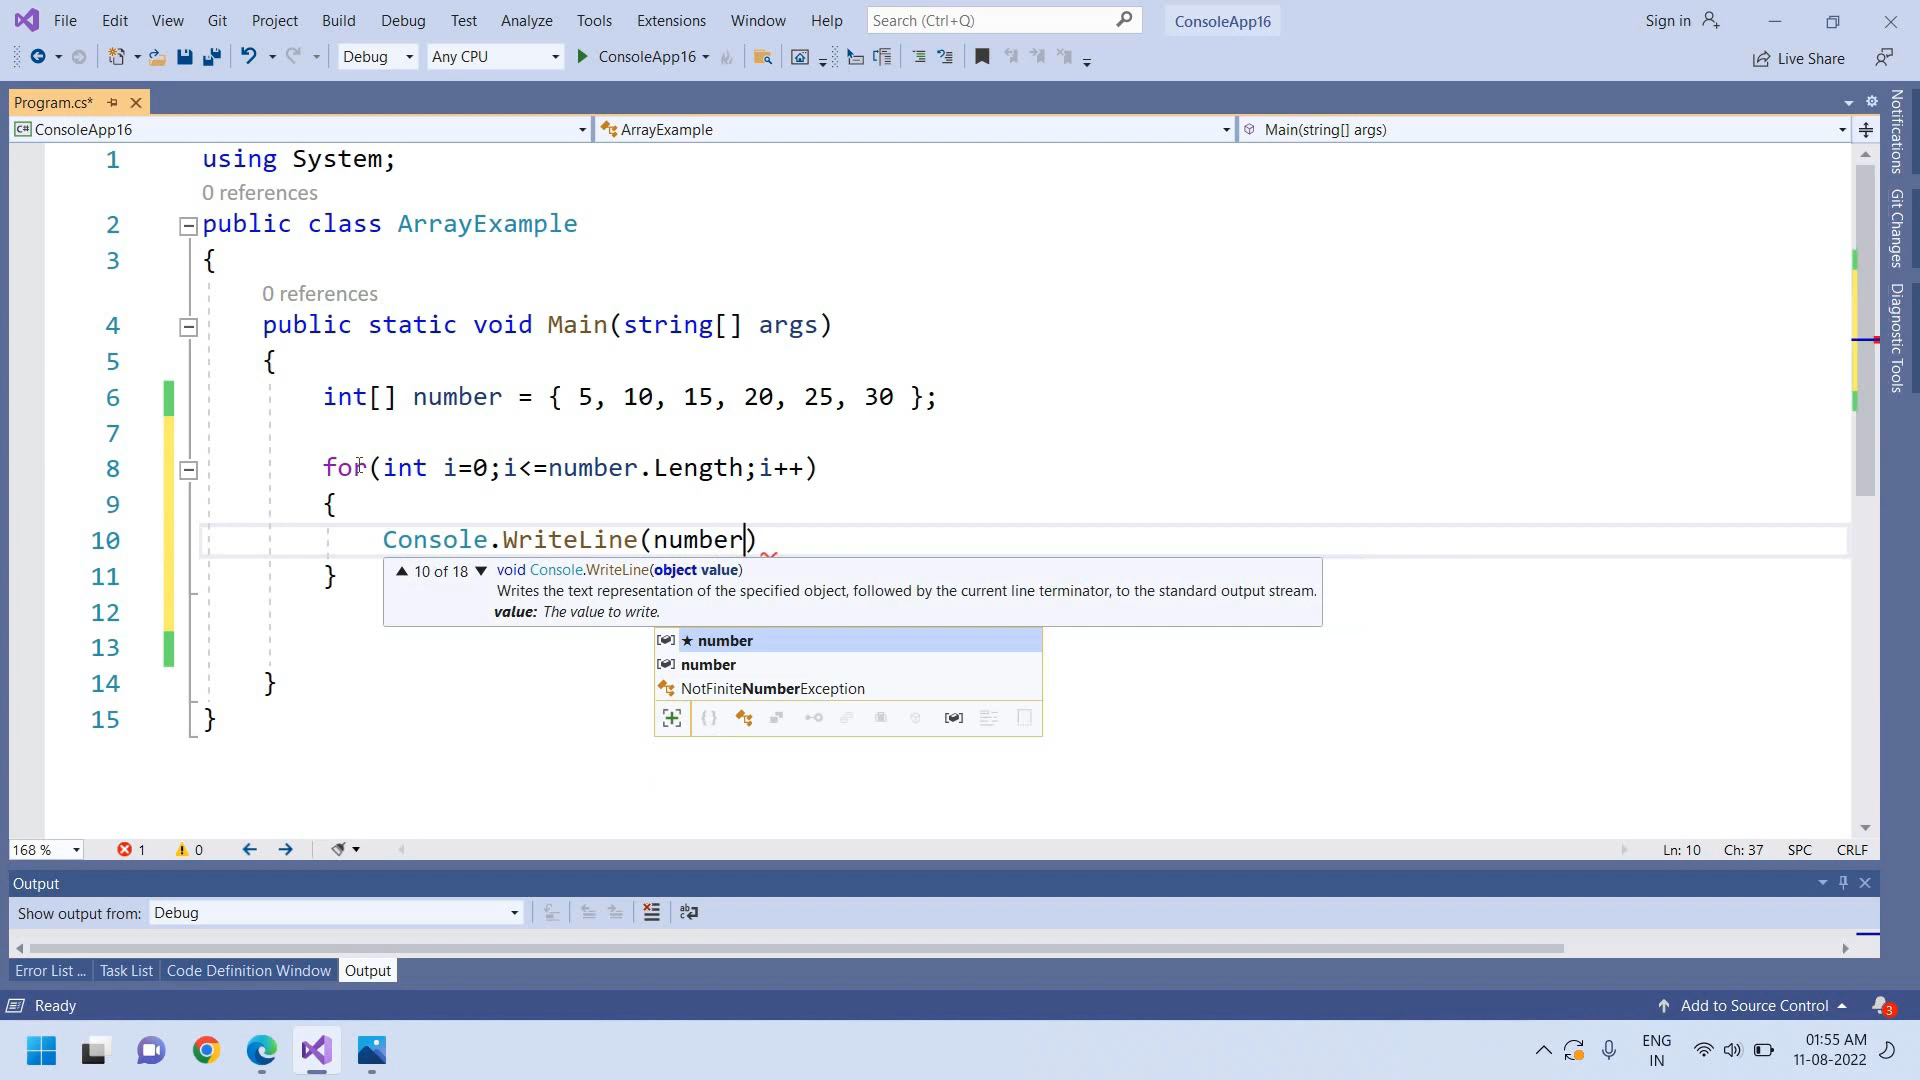 File Edit View Git Project Build Debug Test Analyze Tools Extensions Window Help Search (Ctrl+Q) ConsoleApp16 Sign in
Debug Any CPU ConsoleApp16 Live Share
Program.cs*
C# ConsoleApp16 ArrayExample Main(string[] args)
Notifications
Git Changes
Diagnostic Tools
1 using System;
0 references
2 public class ArrayExample
3 {
0 references
4 public static void Main(string[] args)
5 {
6 int[] number = { 5, 10, 15, 20, 25, 30 };
7
8 for(int i=0;i<=number.Length;i++)
9 {
10 Console.WriteLine(number)
11 }
10 of 18 void Console.WriteLine(object value)
Writes the text representation of the specified object, followed by the current line terminator, to the standard output stream.
value: The value to write.
12
13
★ number
number
NotFiniteNumberException
14 }
15 }
168 % 1 0 Ln: 10 Ch: 37 SPC CRLF
Output
Show output from: Debug
Error List ... Task List Code Definition Window Output
Ready Add to Source Control 3
ENG
IN
01:55 AM
11-08-2022